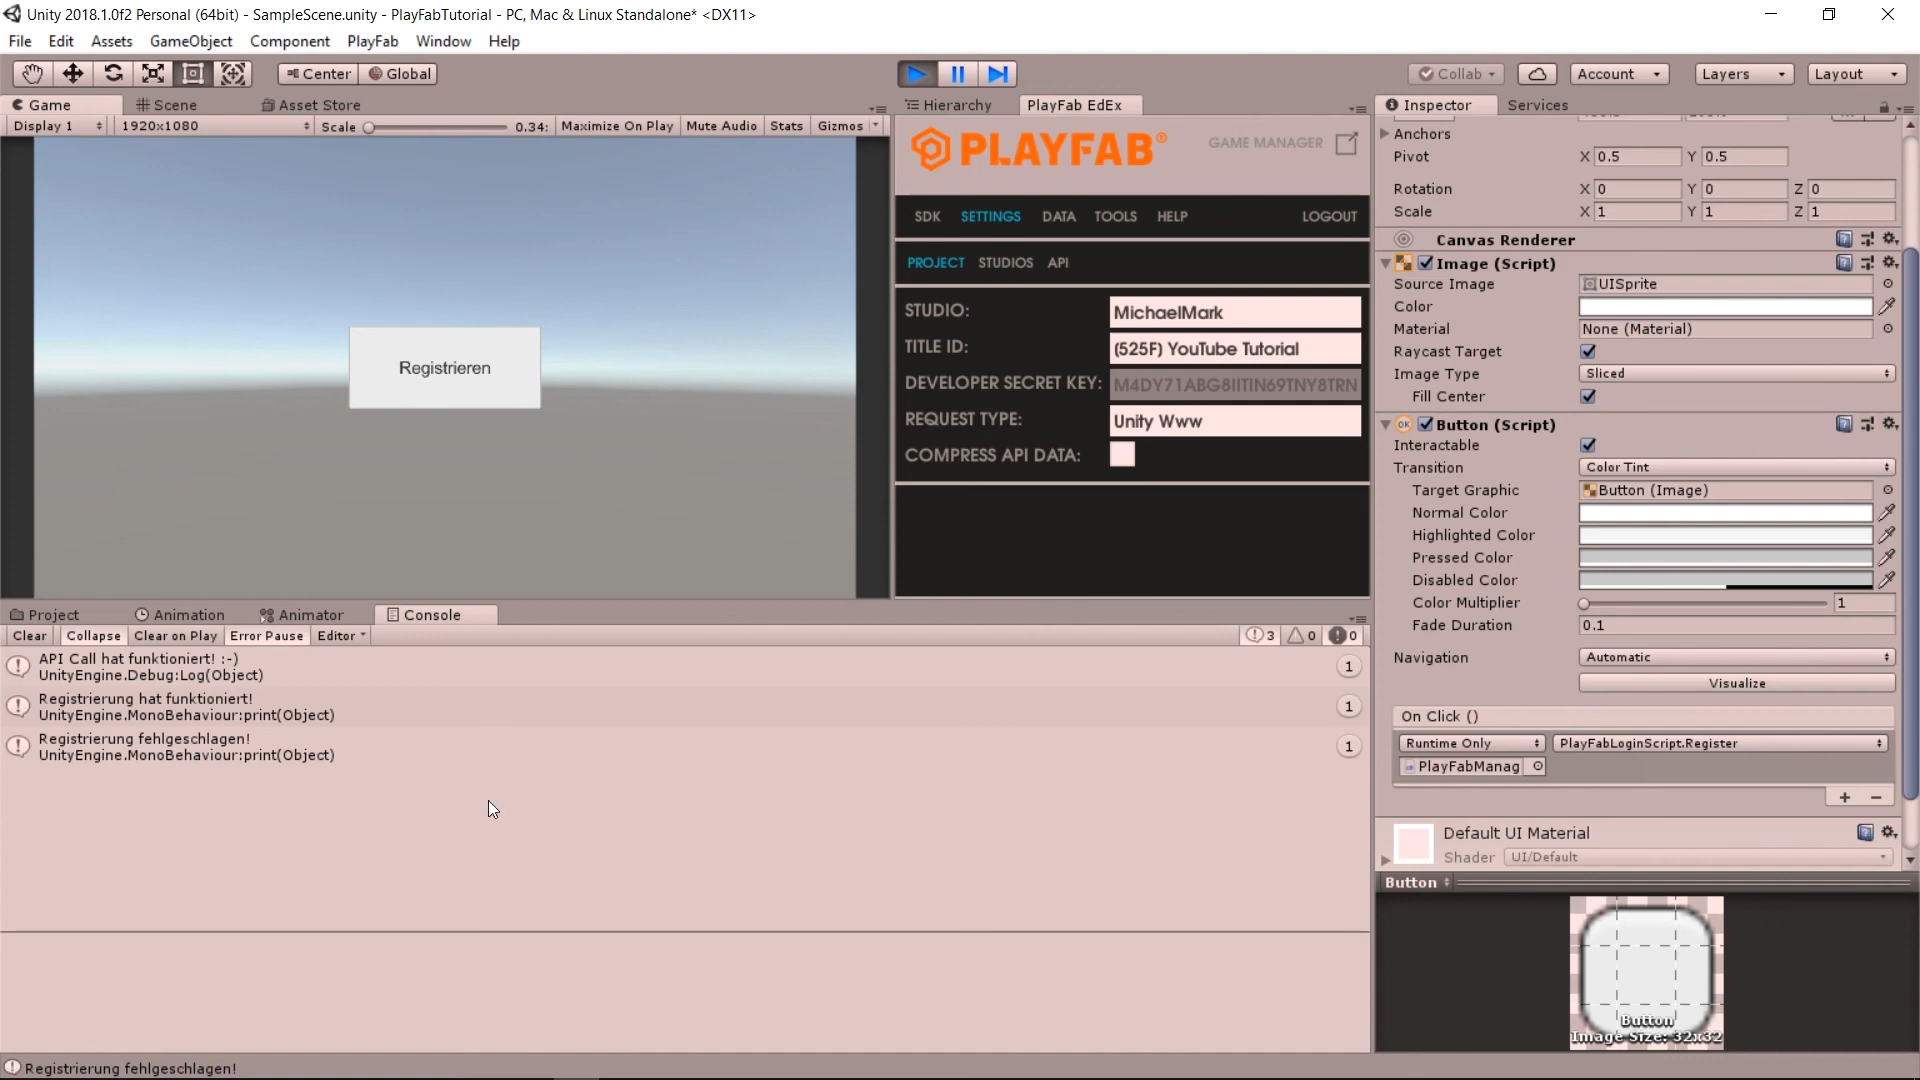 Unity 2018.1.0f2 Personal (64bit) - SampleScene.unity - PlayFabTutorial - PC, Mac & Linux Standalone* <DX11>
File Edit Assets GameObject Component PlayFab Window Help
Center Global
Collab Account Layers Layout
Game Scene Asset Store
Display 1 1920x1080 Scale 0.34: Maximize On Play Mute Audio Stats Gizmos
Registrieren
Hierarchy PlayFab EdEx
PLAYFAB® GAME MANAGER
SDK SETTINGS DATA TOOLS HELP LOGOUT
PROJECT STUDIOS API
STUDIO: MichaelMark
TITLE ID: (525F) YouTube Tutorial
DEVELOPER SECRET KEY: M4DY71ABG8IITIN69TNY8TRN
REQUEST TYPE: Unity Www
COMPRESS API DATA:
Project Animation Animator Console
Clear Collapse Clear on Play Error Pause Editor 3 0 0
API Call hat funktioniert! :-)
UnityEngine.Debug:Log(Object)
1
Registrierung hat funktioniert!
UnityEngine.MonoBehaviour:print(Object)
1
Registrierung fehlgeschlagen!
UnityEngine.MonoBehaviour:print(Object)
1
Registrierung fehlgeschlagen!
Inspector Services
Anchors
Pivot X 0.5 Y 0.5
Rotation X 0 Y 0 Z 0
Scale X 1 Y 1 Z 1
Canvas Renderer
Image (Script)
Source Image UISprite
Color
Material None (Material)
Raycast Target
Image Type Sliced
Fill Center
OK Button (Script)
Interactable
Transition Color Tint
Target Graphic Button (Image)
Normal Color
Highlighted Color
Pressed Color
Disabled Color
Color Multiplier 1
Fade Duration 0.1
Navigation Automatic
Visualize
On Click ()
Runtime Only PlayFabLoginScript.Register
PlayFabManag
+ −
Default UI Material
Shader UI/Default
Button
Button
Image Size: 32x32